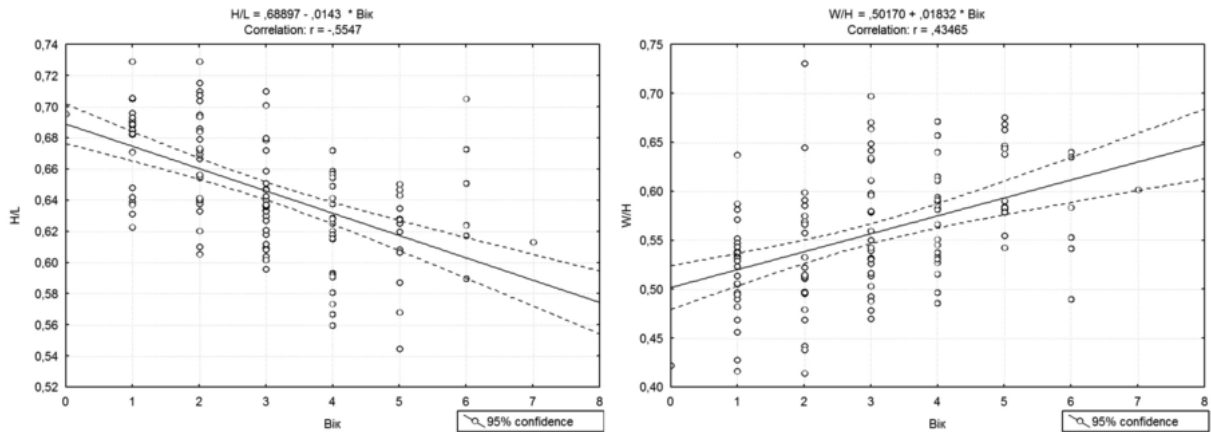 H/L = ,68897 - ,0143 * Вік
Correlation: r = -,5547
0,74
0,72
0,70
0,68
0,66
0,64
0,62
0,60
0,58
0,56
0,54
0,52
H/L
0 1 2 3 4 5 6 7 8
Вік
95% confidence
W/H = ,50170 + ,01832 * Вік
Correlation: r = ,43465
0,75
0,70
0,65
0,60
0,55
0,50
0,45
0,40
W/H
0 1 2 3 4 5 6 7 8
Вік
95% confidence